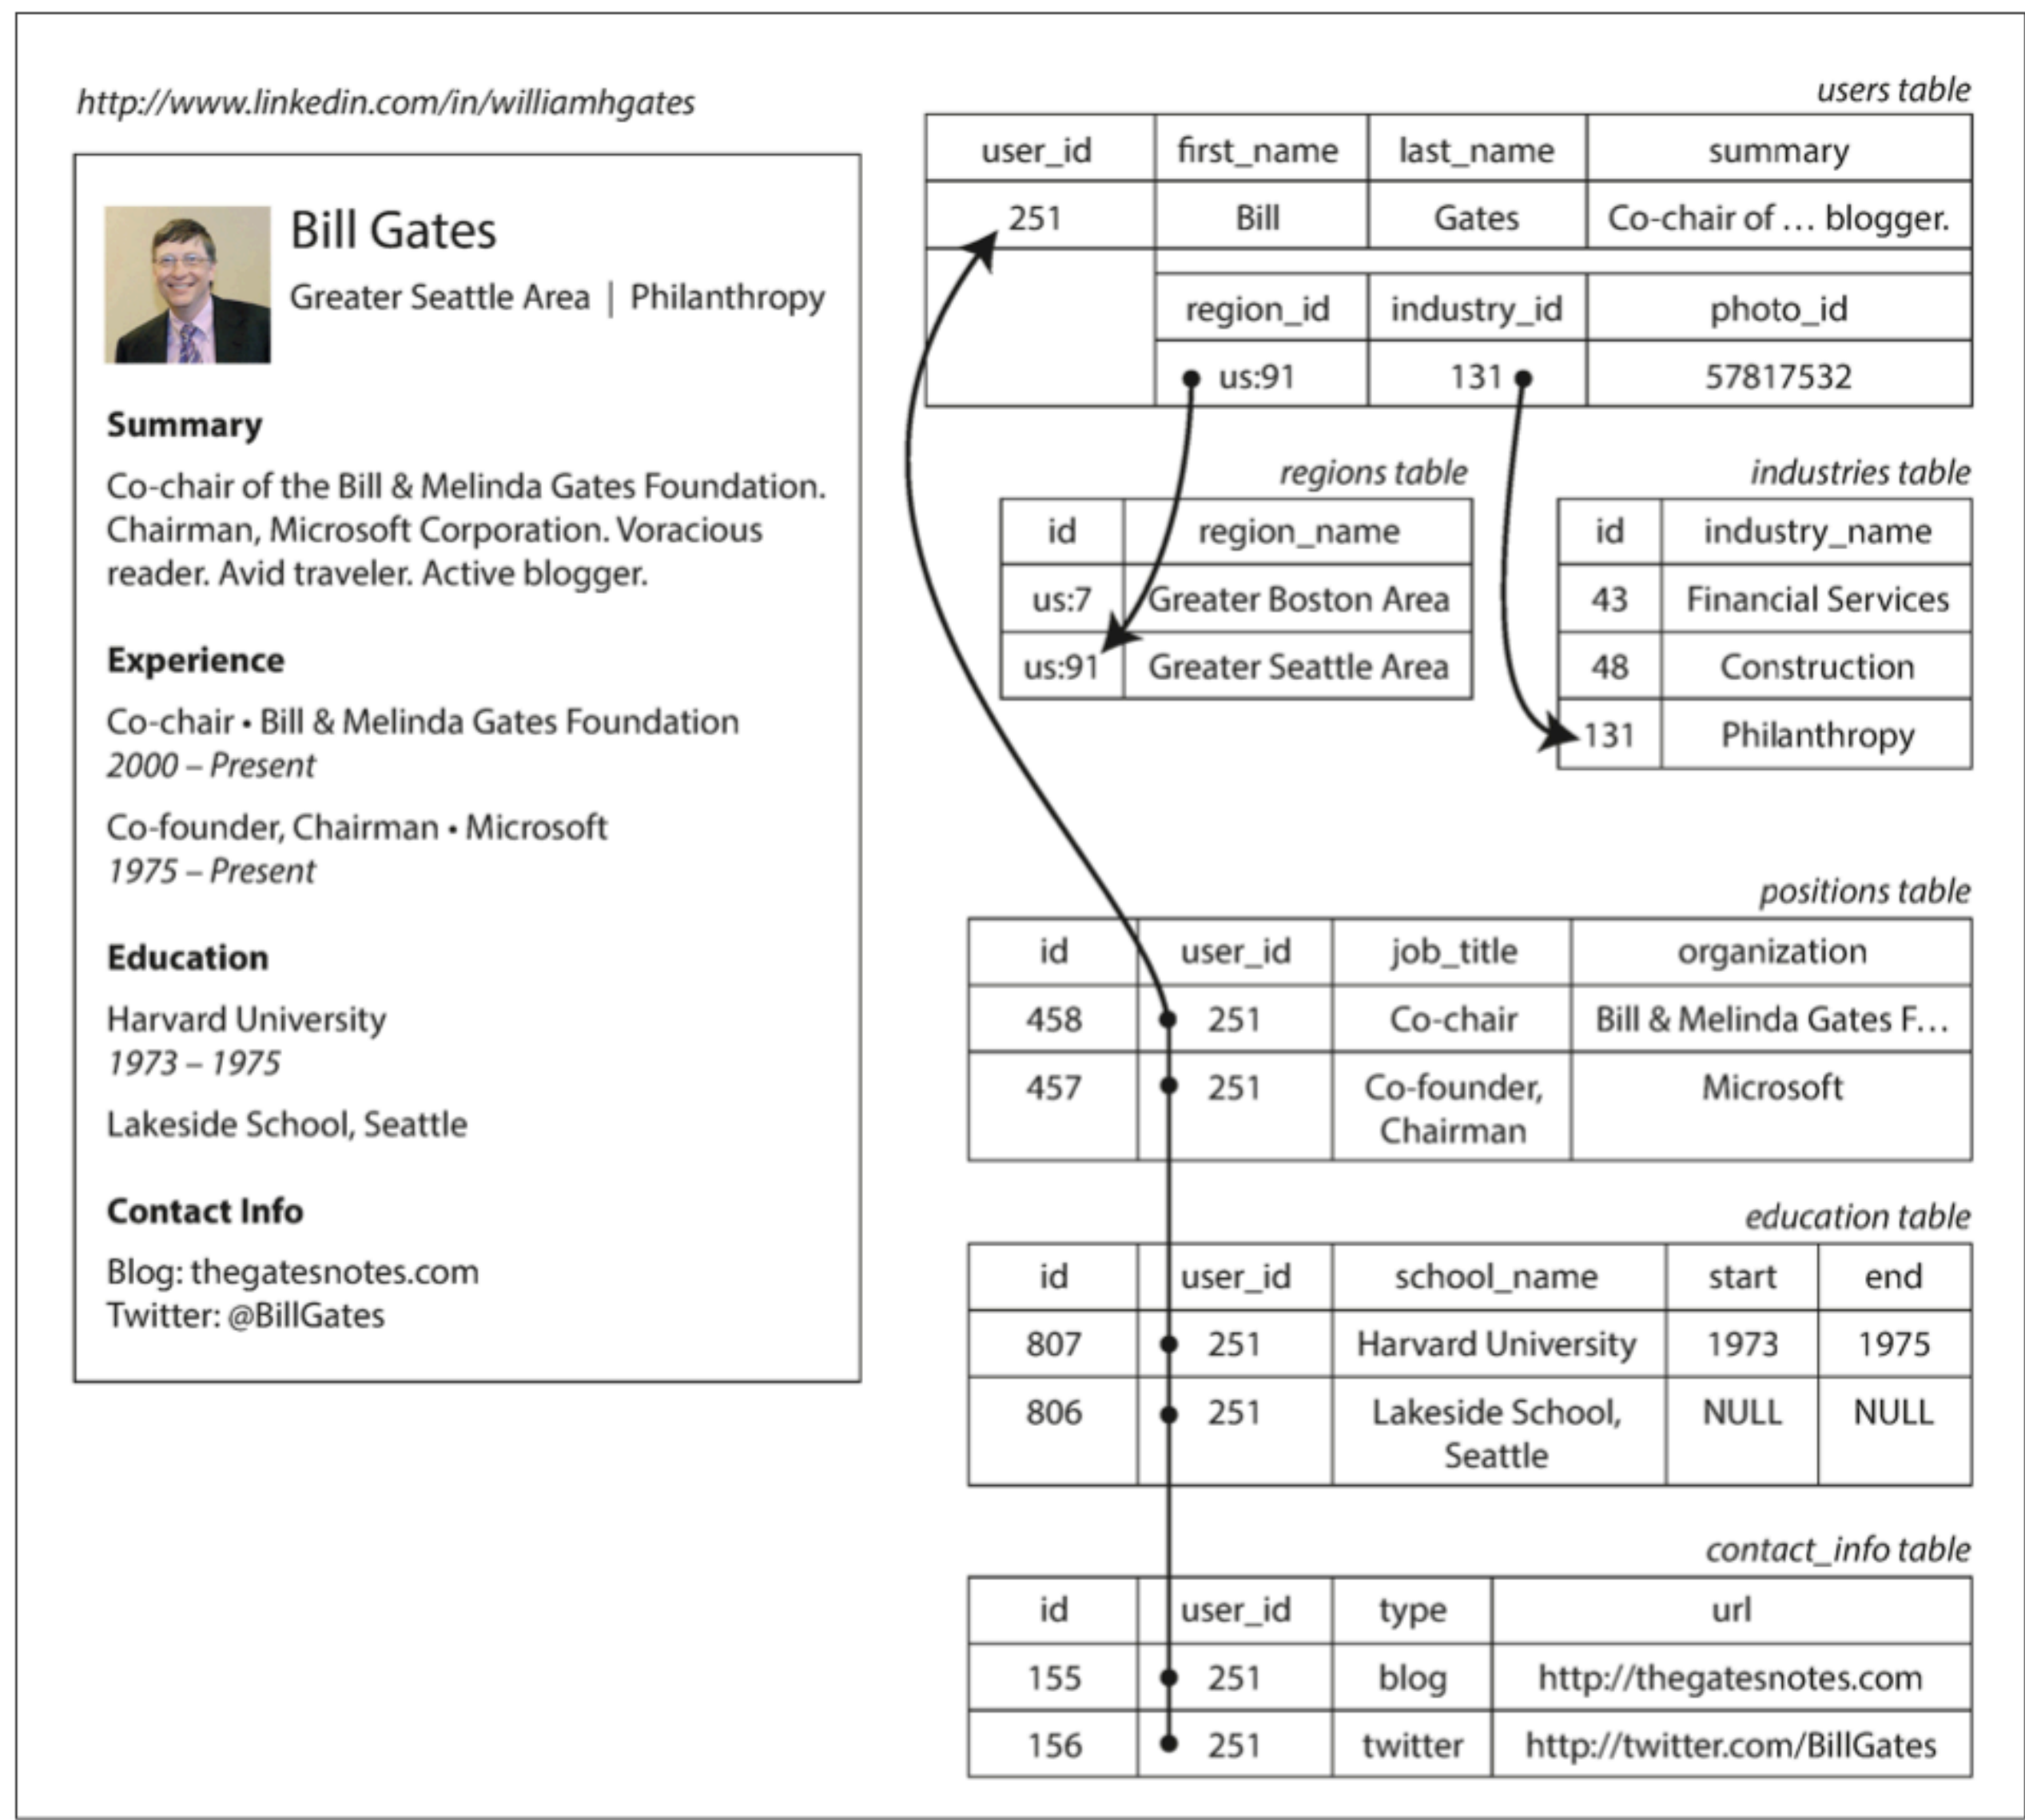 http://www.linkedin.com/in/williamhgates
Bill Gates
Greater Seattle Area | Philanthropy
Summary
Co-chair of the Bill & Melinda Gates Foundation.
Chairman, Microsoft Corporation. Voracious
reader. Avid traveler. Active blogger.
Experience
Co-chair • Bill & Melinda Gates Foundation
2000 – Present
Co-founder, Chairman • Microsoft
1975 – Present
Education
Harvard University
1973 – 1975
Lakeside School, Seattle
Contact Info
Blog: thegatesnotes.com
Twitter: @BillGates
users table
user_id first_name last_name summary
251 Bill Gates Co-chair of … blogger.
region_id industry_id photo_id
us:91 131 57817532
regions table
id region_name
us:7 Greater Boston Area
us:91 Greater Seattle Area
industries table
id industry_name
43 Financial Services
48 Construction
131 Philanthropy
positions table
id user_id job_title organization
458 251 Co-chair Bill & Melinda Gates F…
457 251 Co-founder, Microsoft
Chairman
education table
id user_id school_name start end
807 251 Harvard University 1973 1975
806 251 Lakeside School, NULL NULL
Seattle
contact_info table
id user_id type url
155 251 blog http://thegatesnotes.com
156 251 twitter http://twitter.com/BillGates